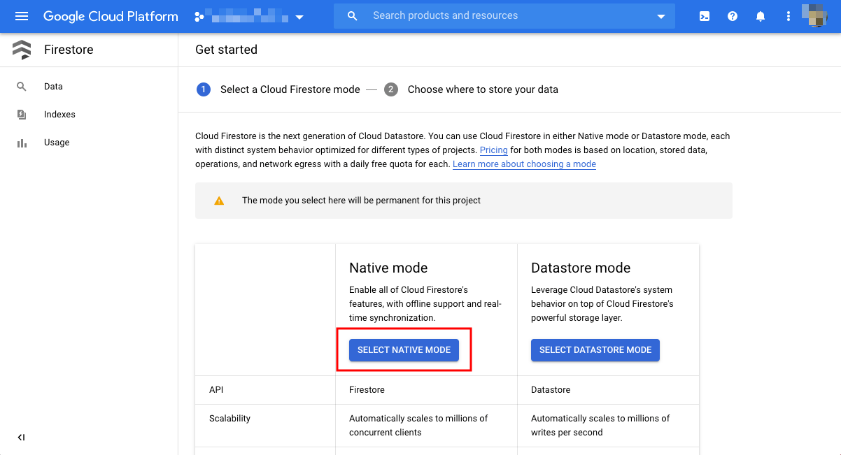 Google Cloud Platform
Search products and resources
Firestore
Get started
Data
Indexes
Usage
1 Select a Cloud Firestore mode — 2 Choose where to store your data
Cloud Firestore is the next generation of Cloud Datastore. You can use Cloud Firestore in either Native mode or Datastore mode, each
with distinct system behavior optimized for different types of projects. Pricing for both modes is based on location, stored data,
operations, and network egress with a daily free quota for each. Learn more about choosing a mode
The mode you select here will be permanent for this project
Native mode
Enable all of Cloud Firestore's
features, with offline support and real-
time synchronization.
SELECT NATIVE MODE
Datastore mode
Leverage Cloud Datastore's system
behavior on top of Cloud Firestore's
powerful storage layer.
SELECT DATASTORE MODE
API
Firestore
Datastore
Scalability
Automatically scales to millions of
concurrent clients
Automatically scales to millions of
writes per second